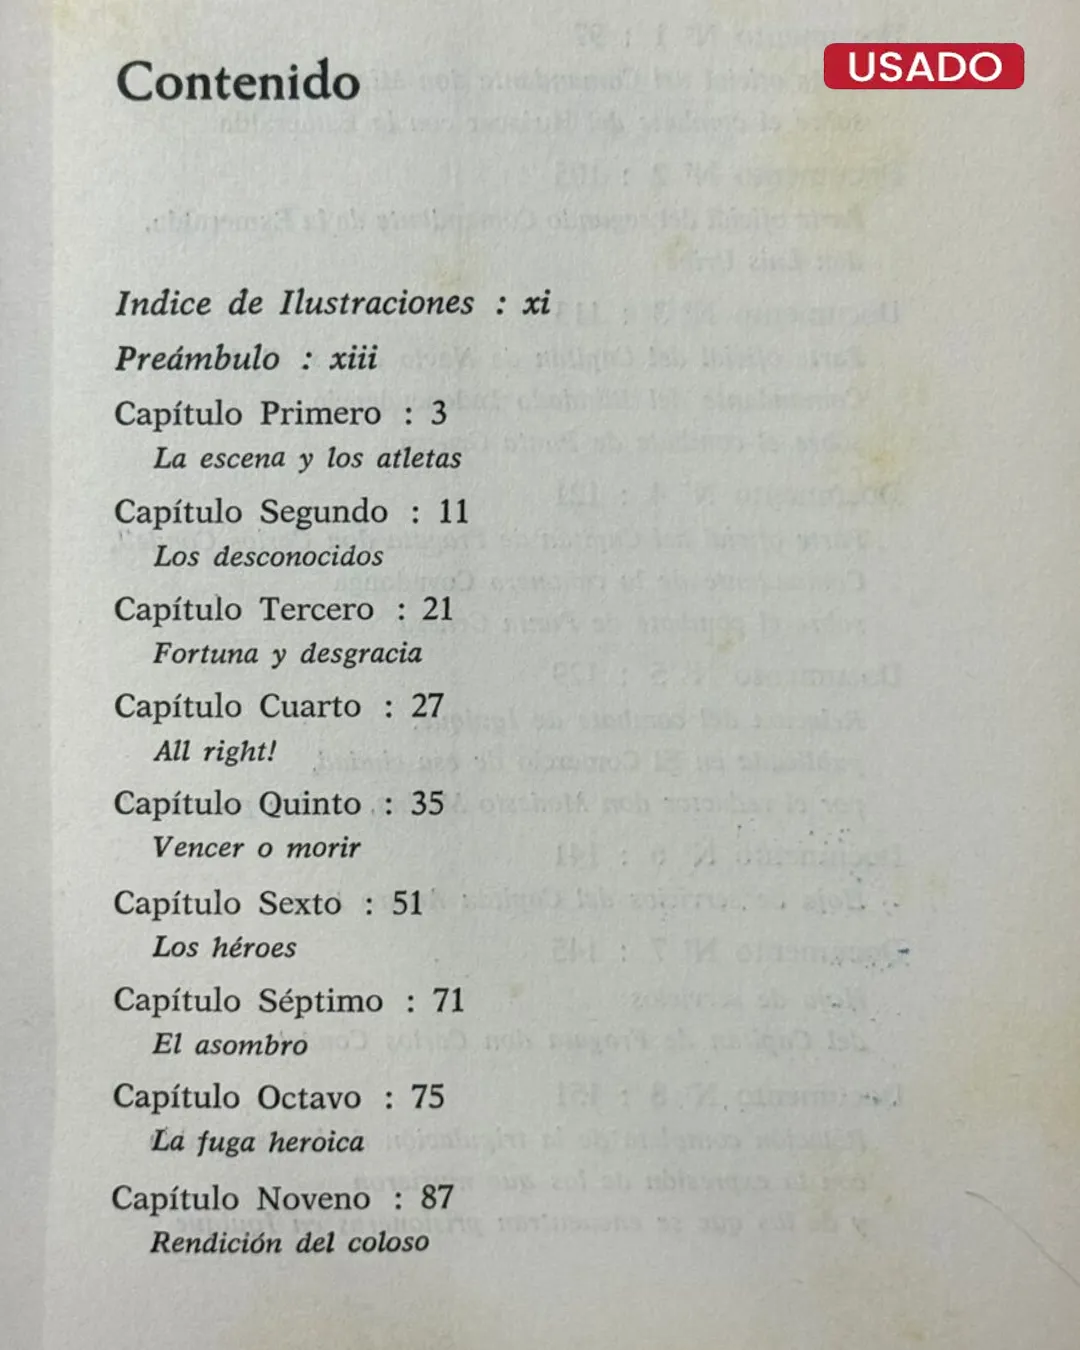 USADO
Contenido
Indice de Ilustraciones : xi
Preámbulo : xiii
Capítulo Primero : 3
La escena y los atletas
Capítulo Segundo : 11
Los desconocidos
Capítulo Tercero : 21
Fortuna y desgracia
Capítulo Cuarto : 27
All right!
Capítulo Quinto : 35
Vencer o morir
Capítulo Sexto : 51
Los héroes
Capítulo Séptimo : 71
El asombro
Capítulo Octavo : 75
La fuga heroica
Capítulo Noveno : 87
Rendición del coloso